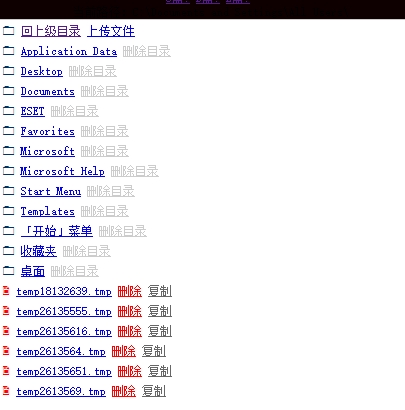 回上级目录 上传文件
Application Data 删除目录
Desktop 删除目录
Documents 删除目录
ESET 删除目录
Favorites 删除目录
Microsoft 删除目录
Microsoft Help 删除目录
Start Menu 删除目录
Templates 删除目录
「开始」菜单 删除目录
收藏夹 删除目录
桌面 删除目录
temp18132639.tmp 删除 复制
temp26135555.tmp 删除 复制
temp26135616.tmp 删除 复制
temp2613564.tmp 删除 复制
temp26135651.tmp 删除 复制
temp2613569.tmp 删除 复制